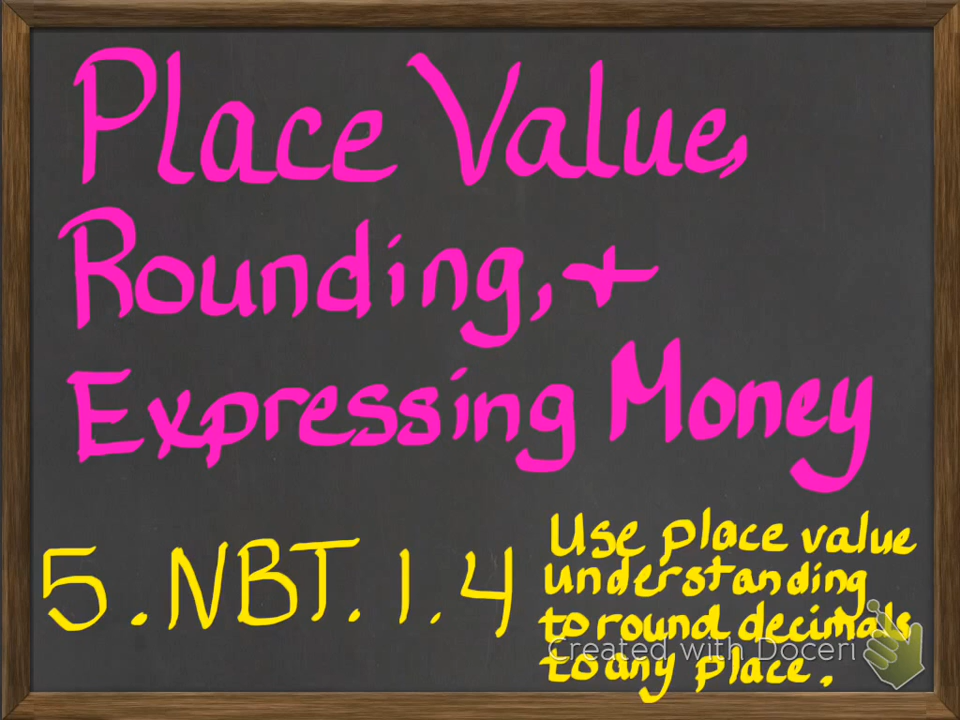 Place Value,
Rounding, +
Expressing Money
5.NBT.1.4
Use place value
understanding
to round decimals
to any place.
Created with Doceri